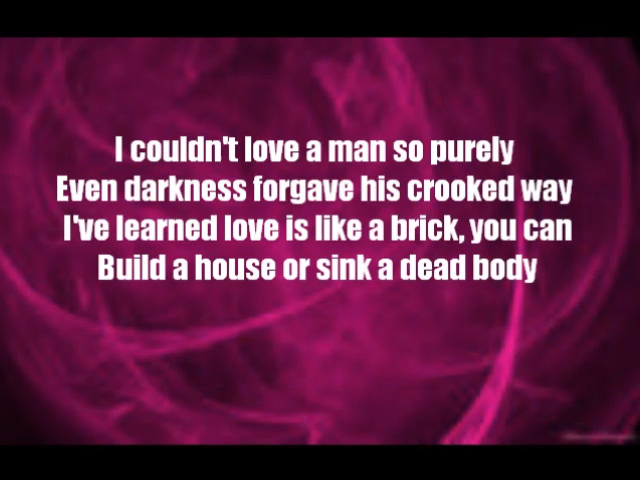 I couldn't love a man so purely
Even darkness forgave his crooked way
I've learned love is like a brick, you can
Build a house or sink a dead body